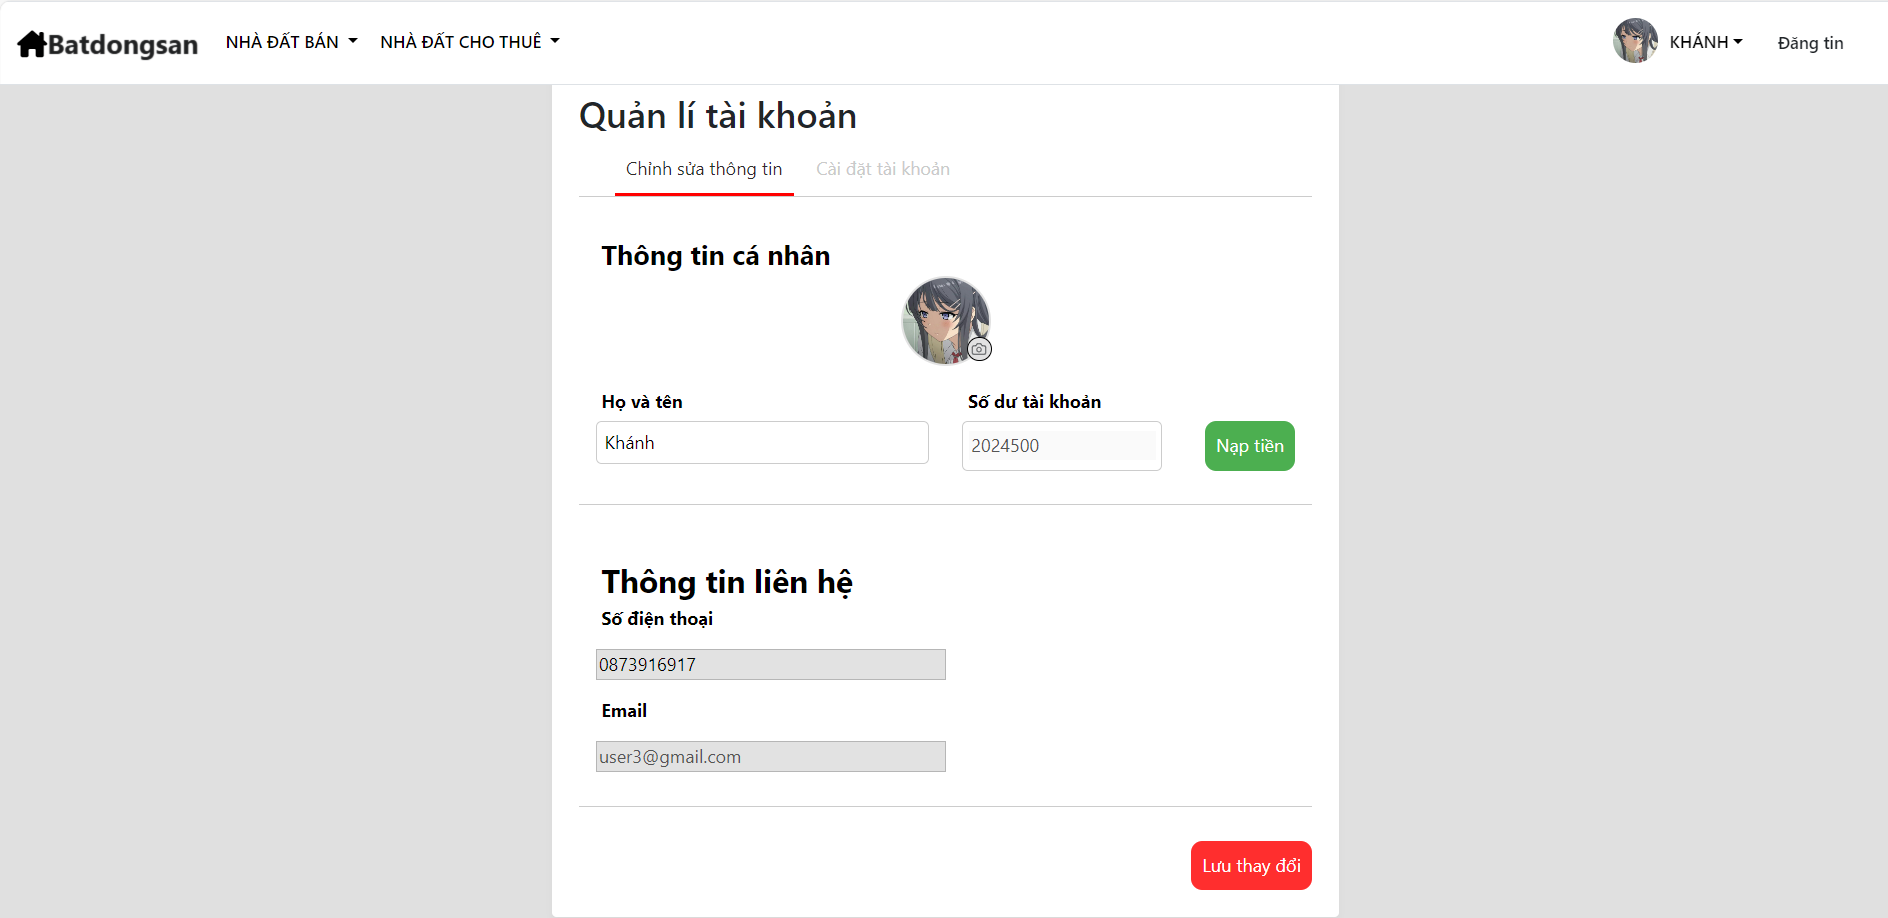 Batdongsan NHÀ ĐẤT BÁN NHÀ ĐẤT CHO THUÊ KHÁNH Đăng tin
Quản lí tài khoản
Chỉnh sửa thông tin Cài đặt tài khoản
Thông tin cá nhân
Họ và tên Số dư tài khoản
Khánh 2024500 Nạp tiền
Thông tin liên hệ
Số điện thoại
0873916917
Email
user3@gmail.com
Lưu thay đổi